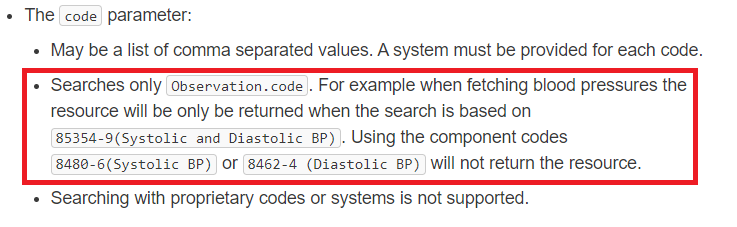 The code parameter:
May be a list of comma separated values. A system must be provided for each code.
Searches only Observation.code. For example when fetching blood pressures the
resource will be only be returned when the search is based on
85354-9(Systolic and Diastolic BP). Using the component codes
8480-6(Systolic BP) or 8462-4 (Diastolic BP) will not return the resource.
Searching with proprietary codes or systems is not supported.